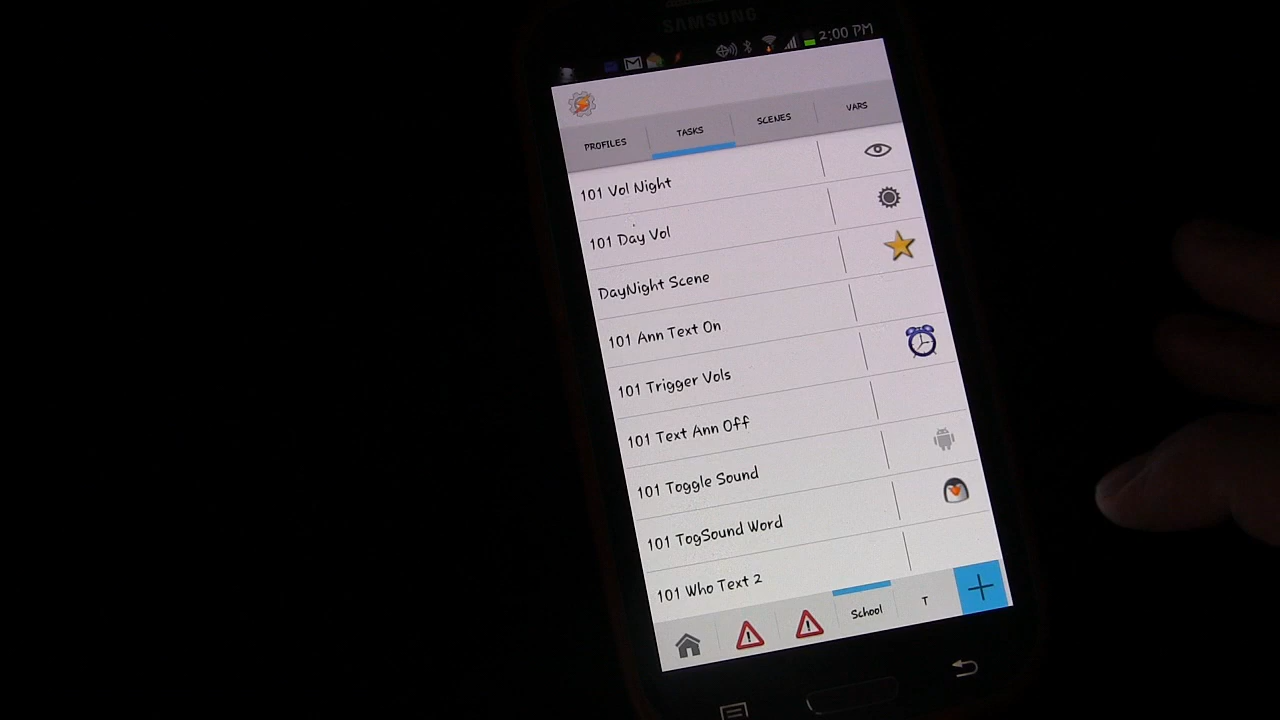 SAMSUNG
2:00 PM
PROFILES TASKS SCENES VARS
101 Vol Night
101 Day Vol
DayNight Scene
101 Ann Text On
101 Trigger Vols
101 Text Ann Off
101 Toggle Sound
101 TogSound Word
101 Who Text 2
School T